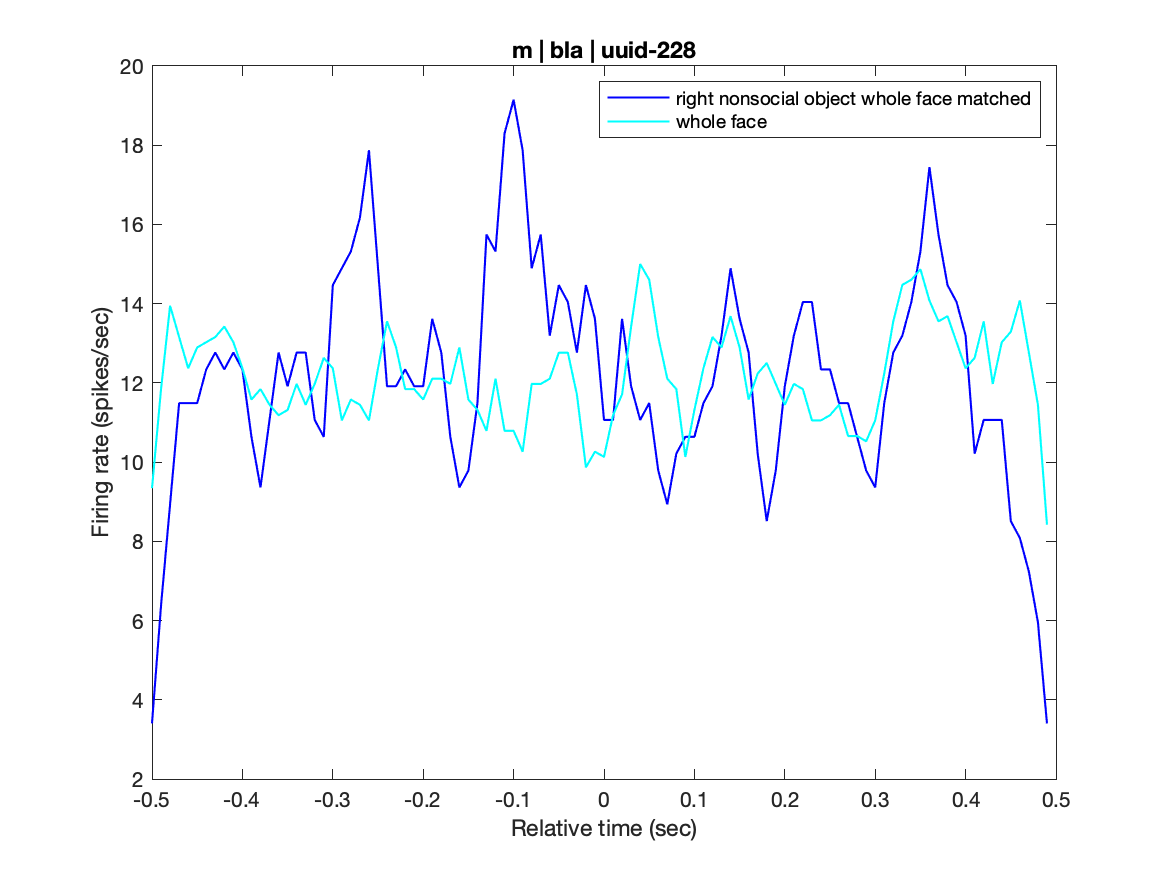 m | bla | uuid-228
right nonsocial object whole face matched
whole face
Firing rate (spikes/sec)
20
18
16
14
12
10
8
6
4
2
-0.5 -0.4 -0.3 -0.2 -0.1 0 0.1 0.2 0.3 0.4 0.5
Relative time (sec)